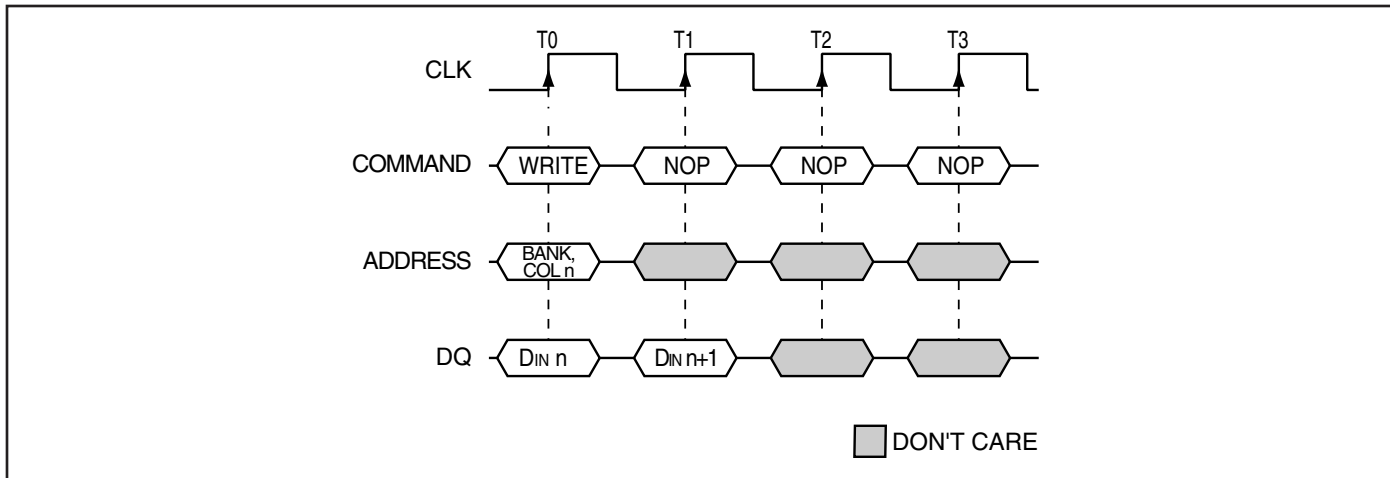 T0 T1 T2 T3
CLK
COMMAND WRITE NOP NOP NOP
ADDRESS BANK,
COL n
DQ DIN n DIN n+1
DON'T CARE